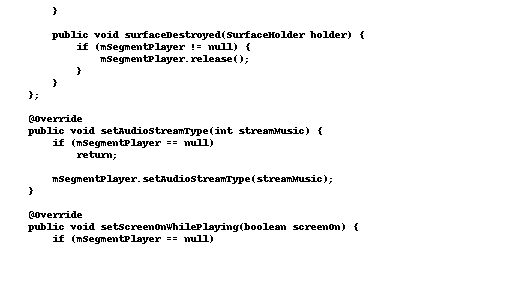 }

    public void surfaceDestroyed(SurfaceHolder holder) {
        if (mSegmentPlayer != null) {
            mSegmentPlayer.release();
        }
    }
};

@Override
public void setAudioStreamType(int streamMusic) {
    if (mSegmentPlayer == null)
        return;

    mSegmentPlayer.setAudioStreamType(streamMusic);
}

@Override
public void setScreenOnWhilePlaying(boolean screenOn) {
    if (mSegmentPlayer == null)